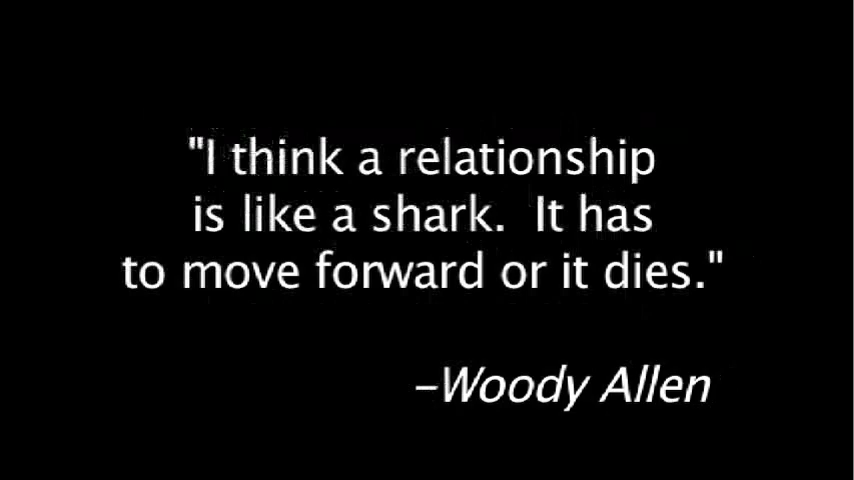 "I think a relationship
is like a shark.  It has
to move forward or it dies."
–Woody Allen